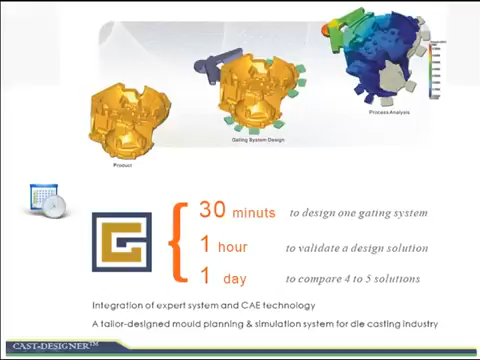 Product
Gating System Design
Process Analysis
30 minuts to design one gating system
1 hour to validate a design solution
1 day to compare 4 to 5 solutions
Integration of expert system and CAE technology
A tailor-designed mould planning & simulation system for die casting industry
CAST-DESIGNER™